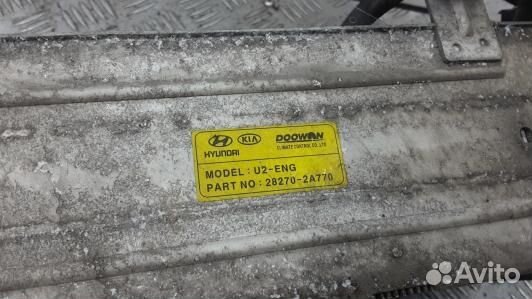 HYUNDAI KIA DOOWON
CLIMATE CONTROL CO., LTD
MODEL : U2-ENG
PART NO : 28270-2A770
Avito